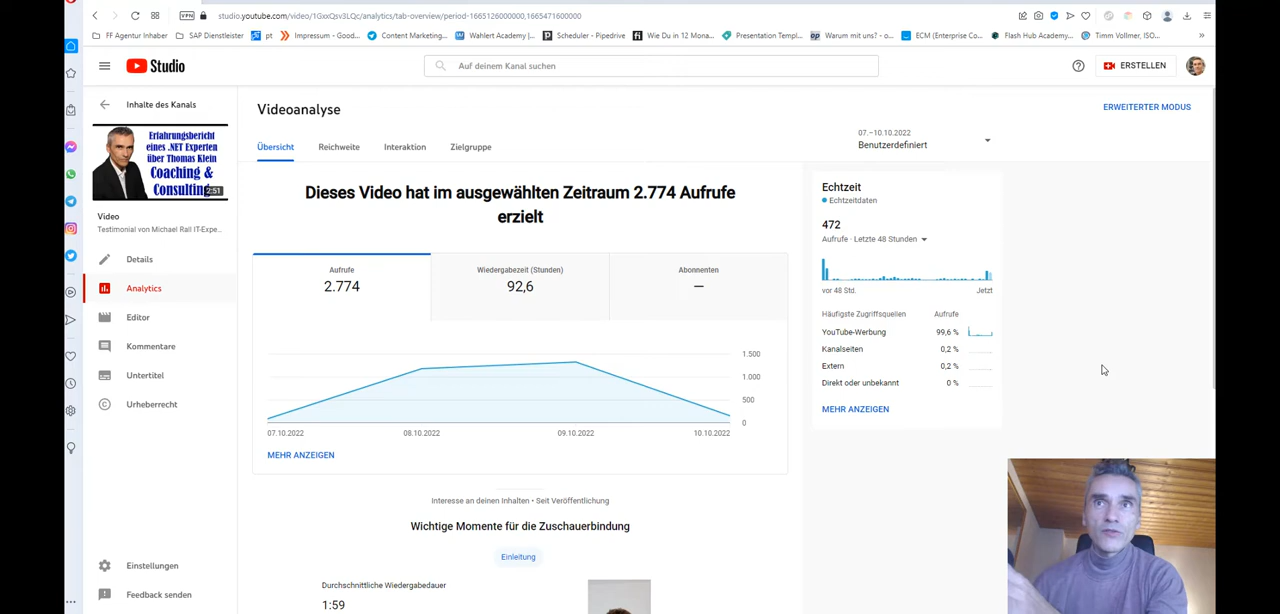 VPN studio.youtube.com/video/1GxxQsv3LQc/analytics/tab-overview/period-1665126000000,1665471600000
FF Agentur Inhaber SAP Dienstleister pt Impressum - Good... Content Marketing... Wahlert Academy |... Scheduler - Pipedrive Wie Du in 12 Mona... Presentation Templ... Warum mit uns? - o... ECM (Enterprise Co... Flash Hub Academy... Timm Vollmer, ISO... »
Studio
Auf deinem Kanal suchen
ERSTELLEN
Inhalte des Kanals
Erfahrungsbericht
eines .NET Experten
über Thomas Klein
Coaching &
Consulting
:51
Video
Testimonial von Michael Rall IT-Expe...
Details
Analytics
Editor
Kommentare
Untertitel
Urheberrecht
Einstellungen
Feedback senden
Videoanalyse
ERWEITERTER MODUS
Übersicht Reichweite Interaktion Zielgruppe
07.–10.10.2022
Benutzerdefiniert
Dieses Video hat im ausgewählten Zeitraum 2.774 Aufrufe
erzielt
Aufrufe
2.774
Wiedergabezeit (Stunden)
92,6
Abonnenten
—
1.500
1.000
500
0
07.10.2022 08.10.2022 09.10.2022 10.10.2022
MEHR ANZEIGEN
Interesse an deinen Inhalten • Seit Veröffentlichung
Wichtige Momente für die Zuschauerbindung
Einleitung
Durchschnittliche Wiedergabedauer
1:59
Echtzeit
Echtzeitdaten
472
Aufrufe · Letzte 48 Stunden
vor 48 Std. Jetzt
Häufigste Zugriffsquellen Aufrufe
YouTube-Werbung 99,6 %
Kanalseiten 0,2 %
Extern 0,2 %
Direkt oder unbekannt 0 %
MEHR ANZEIGEN